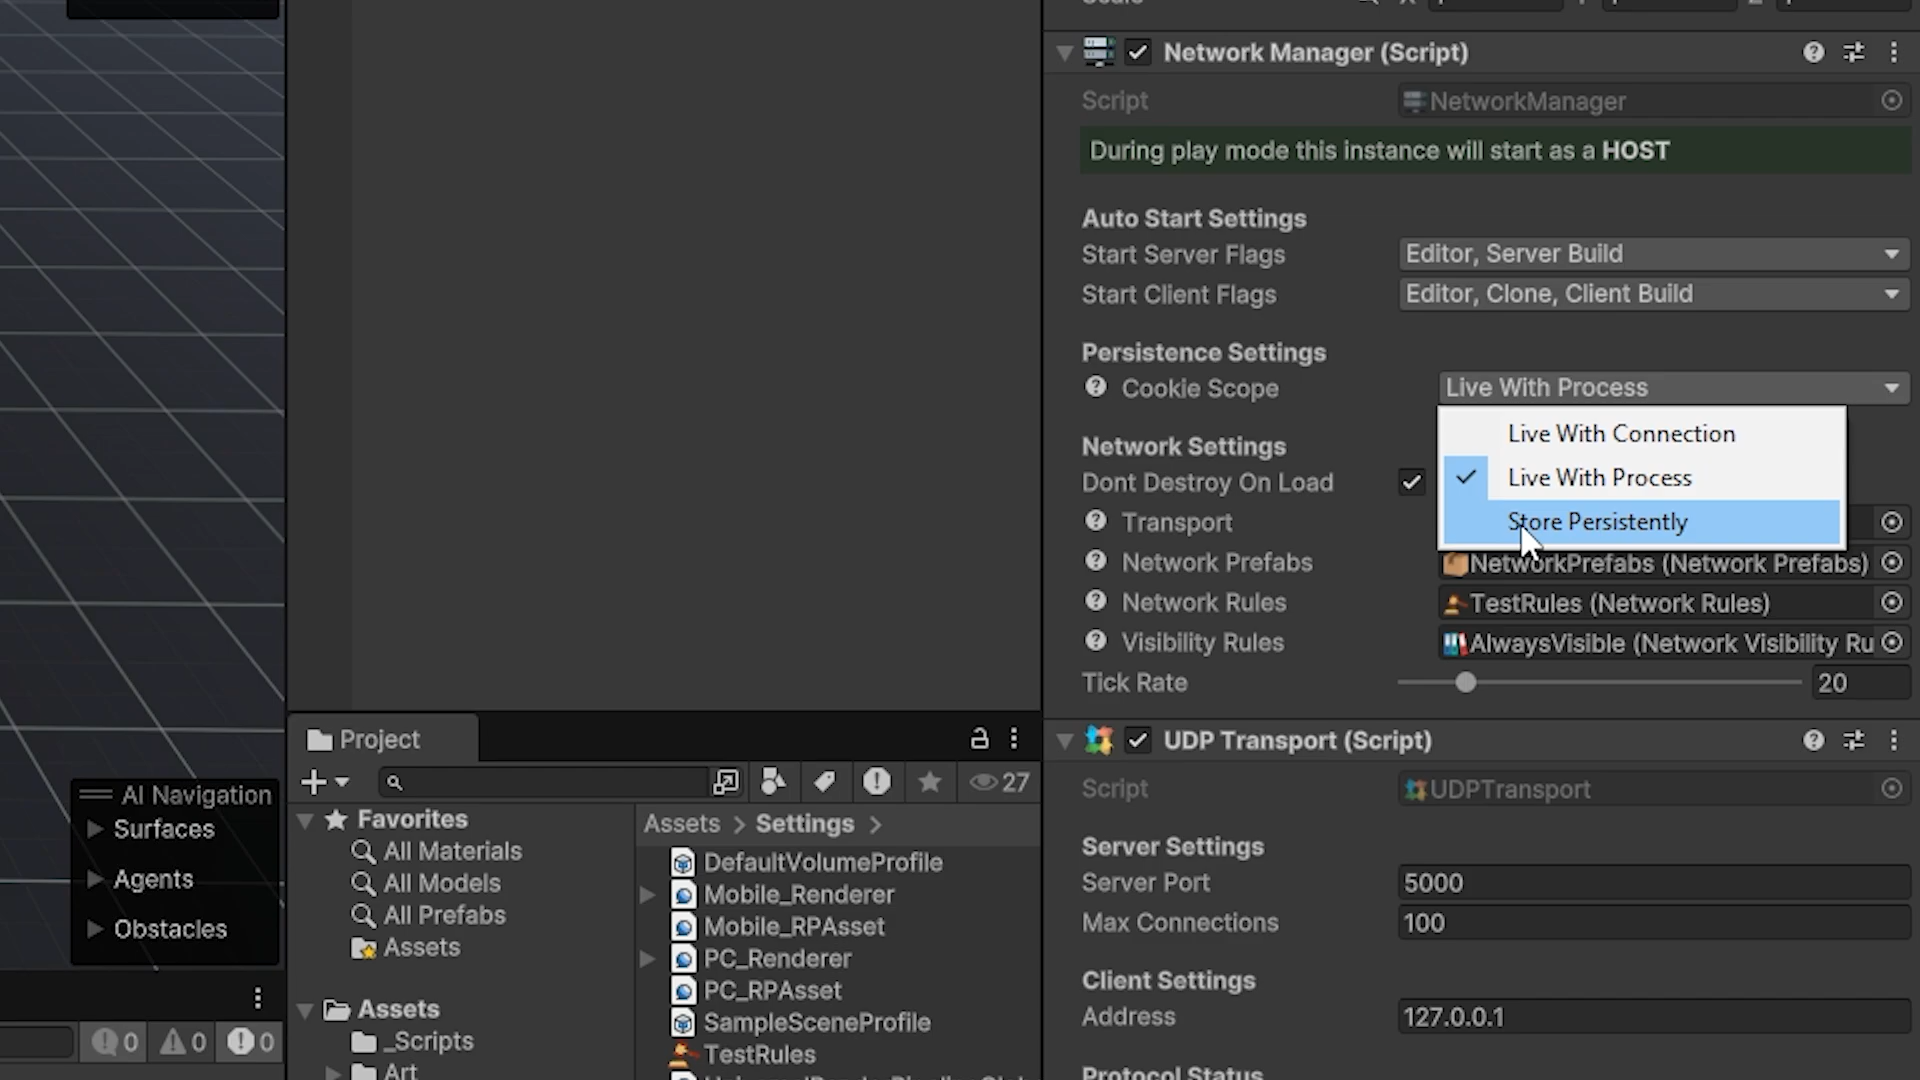 Network Manager (Script)
Script
NetworkManager
During play mode this instance will start as a HOST
Auto Start Settings
Start Server Flags
Editor, Server Build
Start Client Flags
Editor, Clone, Client Build
Persistence Settings
Cookie Scope
Live With Process
Live With Connection
Live With Process
Store Persistently
Network Settings
Dont Destroy On Load
Transport
Network Prefabs
NetworkPrefabs (Network Prefabs)
Network Rules
TestRules (Network Rules)
Visibility Rules
AlwaysVisible (Network Visibility Ru
Tick Rate
20
UDP Transport (Script)
Script
UDPTransport
Server Settings
Server Port
5000
Max Connections
100
Client Settings
Address
127.0.0.1
Protocol Status
Project
27
Favorites
All Materials
All Models
All Prefabs
Assets
Assets
_Scripts
Art
Assets > Settings >
DefaultVolumeProfile
Mobile_Renderer
Mobile_RPAsset
PC_Renderer
PC_RPAsset
SampleSceneProfile
TestRules
AI Navigation
Surfaces
Agents
Obstacles
0
0
0